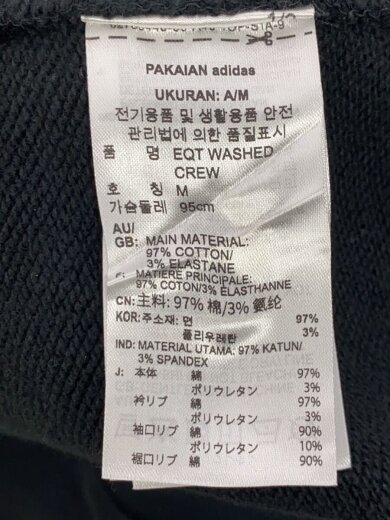 PAKAIAN adidas
UKURAN: A/M
전기용품 및 생활용품 안전
관리법에 의한 품질표시
품 명 EQT WASHED
CREW
호 칭 M
가슴둘레 95cm
AU/
GB: MAIN MATERIAL:
97% COTTON/
3% ELASTANE
F: MATIERE PRINCIPALE:
97% COTON/3% ELASTHANNE
CN: 主料: 97% 棉/3% 氨纶
KOR: 주소재: 면 97%
폴리우레탄 3%
IND: MATERIAL UTAMA: 97% KATUN/
3% SPANDEX
J: 本体 綿 97%
ポリウレタン 3%
衿リブ 綿 97%
ポリウレタン 3%
袖口リブ 綿 90%
ポリウレタン 10%
裾口リブ 綿 90%